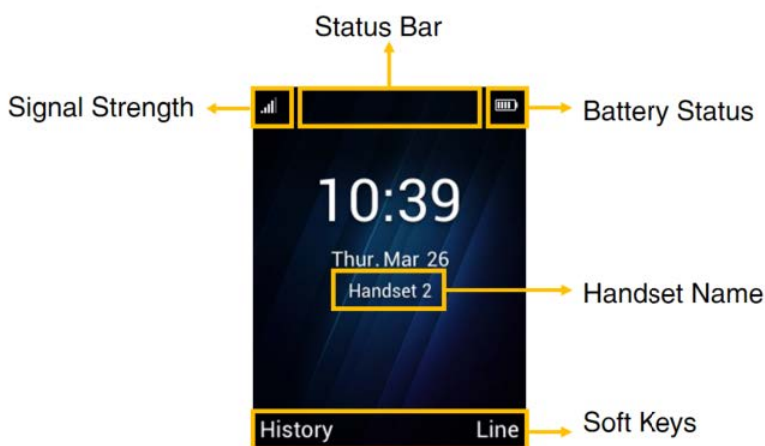 Status Bar
Signal Strength
Battery Status
10:39
Thur. Mar 26
Handset 2
Handset Name
History
Line
Soft Keys